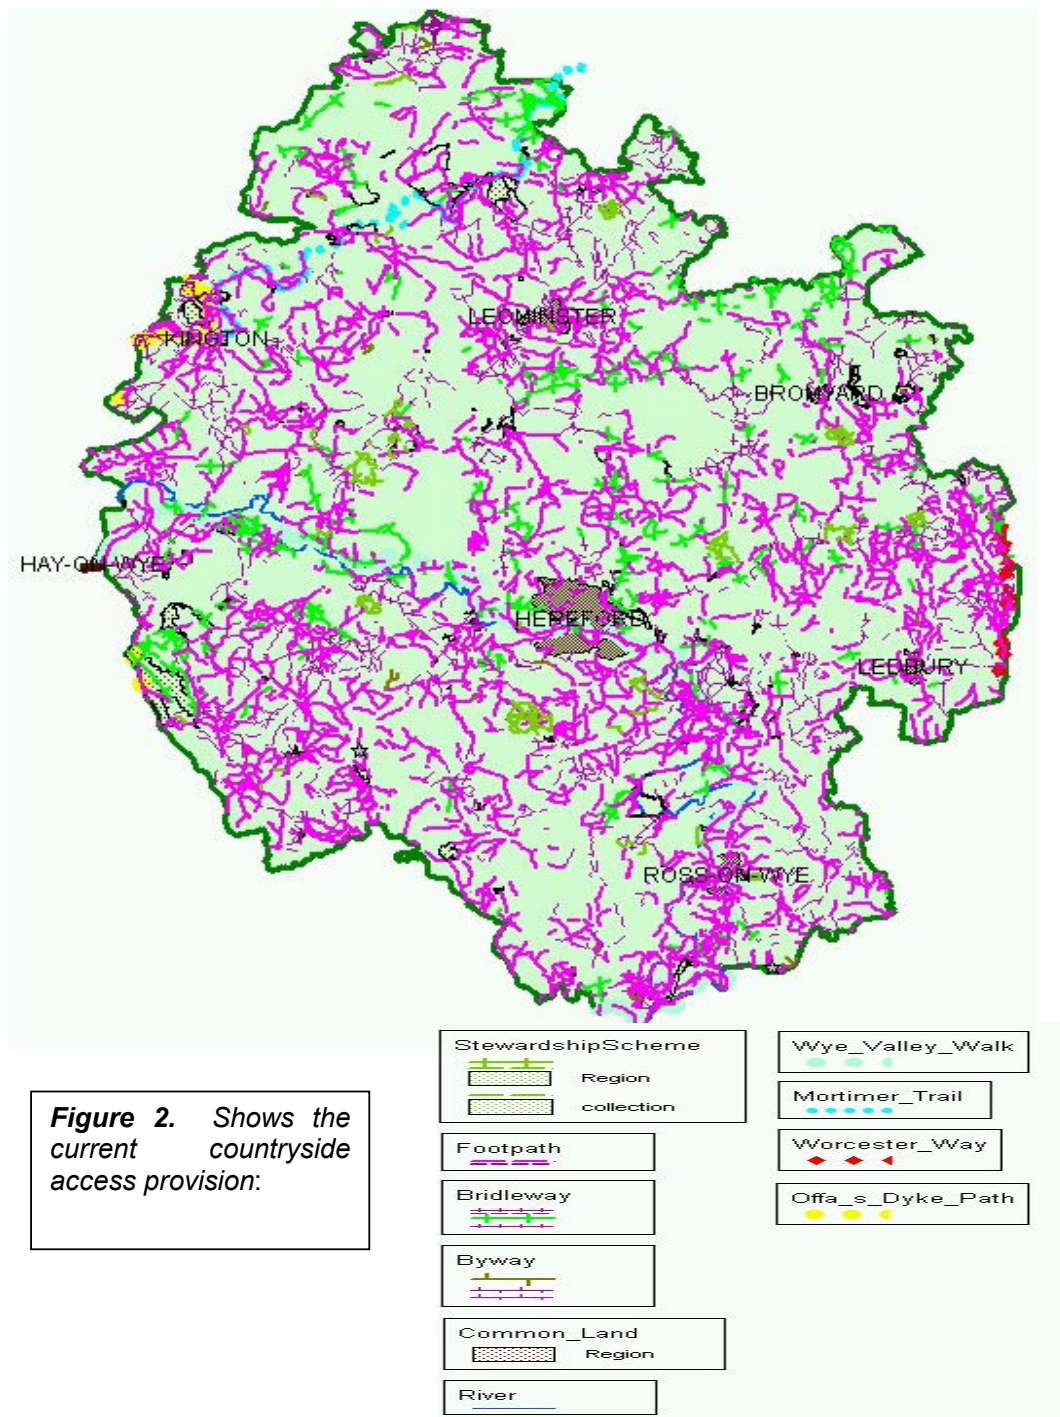 LEOMINSTER
KINGTON
BROMYARD
HAY-ON-WYE
HEREFORD
LEDBURY
ROSS-ON-WYE
Figure 2. Shows the
current countryside
access provision:
StewardshipScheme
Region
collection
Footpath
Bridleway
Byway
Common_Land
Region
River
Wye_Valley_Walk
Mortimer_Trail
Worcester_Way
Offa_s_Dyke_Path